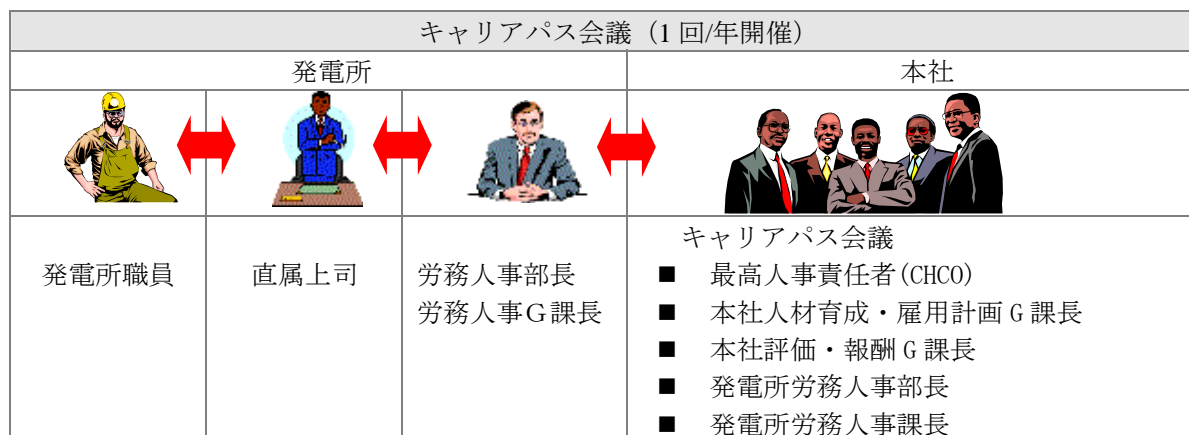 キャリアパス会議（1 回/年開催）
発電所
本社
発電所職員
直属上司
労務人事部長
労務人事Ｇ課長
キャリアパス会議
■ 最高人事責任者(CHCO)
■ 本社人材育成・雇用計画 G 課長
■ 本社評価・報酬 G 課長
■ 発電所労務人事部長
■ 発電所労務人事課長